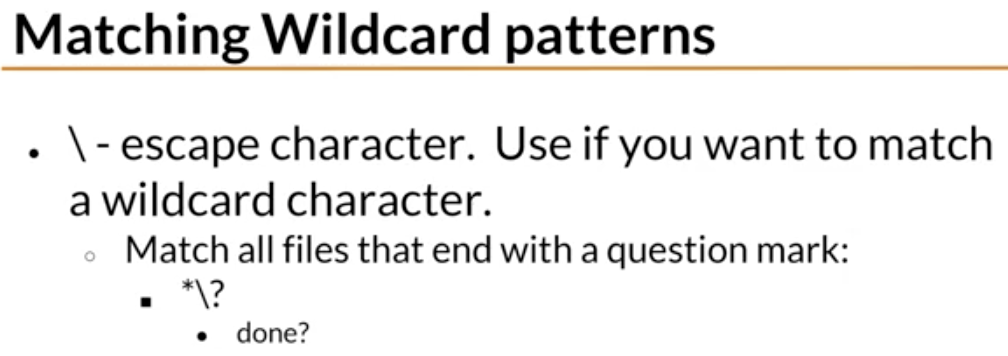 Matching Wildcard patterns
• \ - escape character. Use if you want to match
a wildcard character.
○ Match all files that end with a question mark:
▪ *\?
• done?